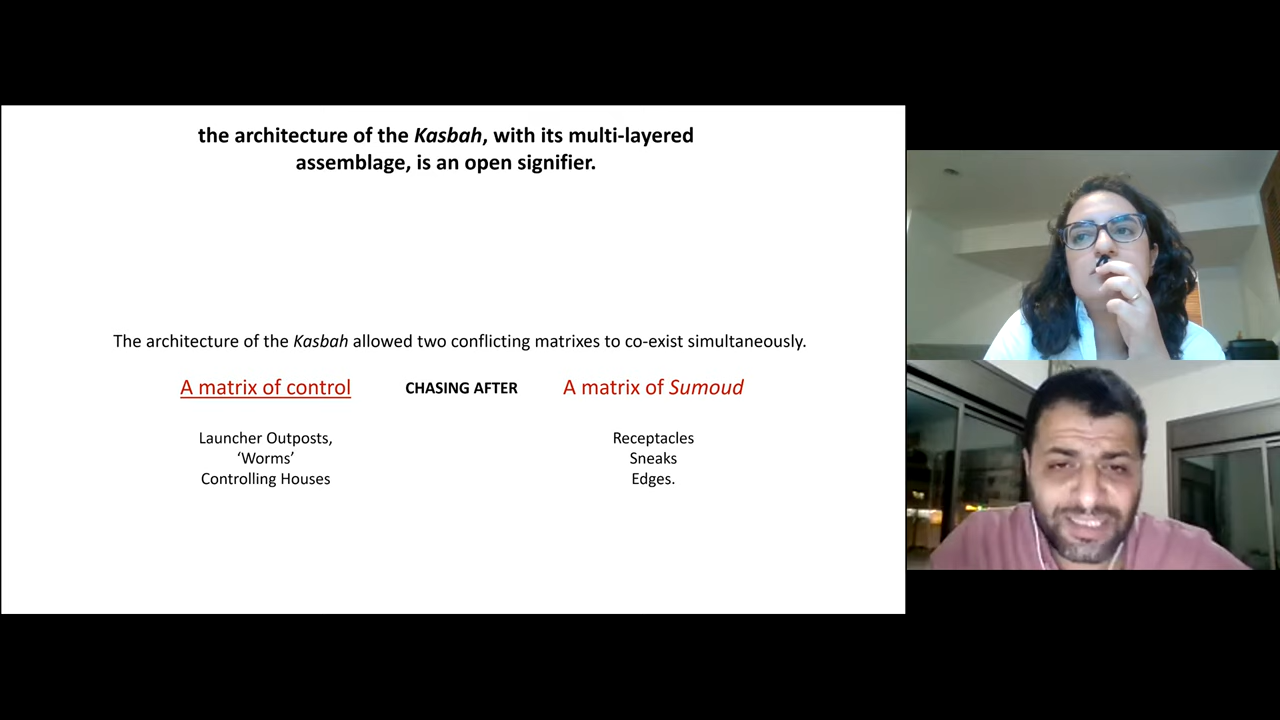 the architecture of the Kasbah, with its multi-layered
assemblage, is an open signifier.
The architecture of the Kasbah allowed two conflicting matrixes to co-exist simultaneously.
A matrix of control CHASING AFTER A matrix of Sumoud
Launcher Outposts,
‘Worms’
Controlling Houses
Receptacles
Sneaks
Edges.